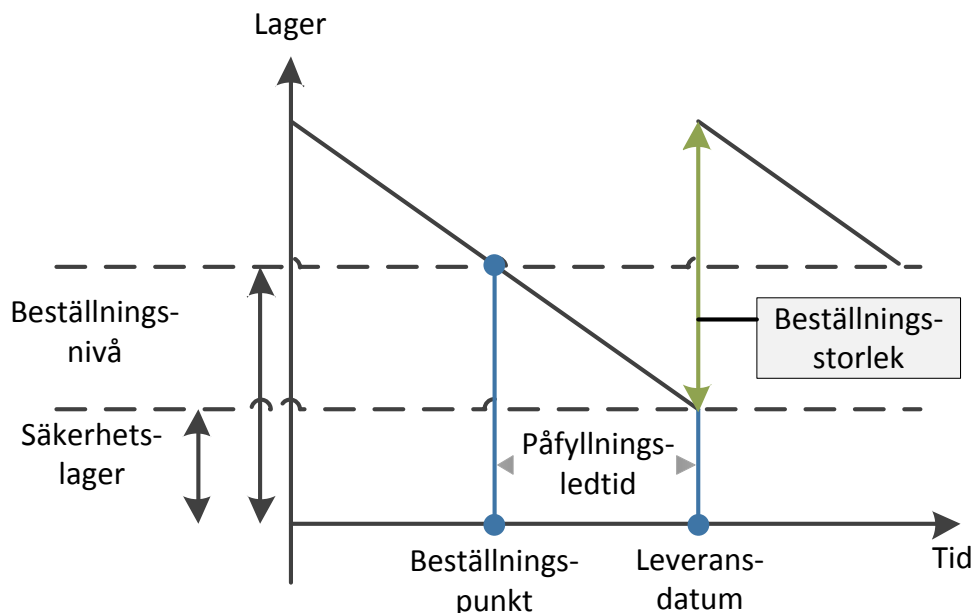 Lager
Beställnings-
nivå
Beställnings-
storlek
Säkerhets-
lager
Påfyllnings-
ledtid
Beställnings-
punkt
Leverans-
datum
Tid